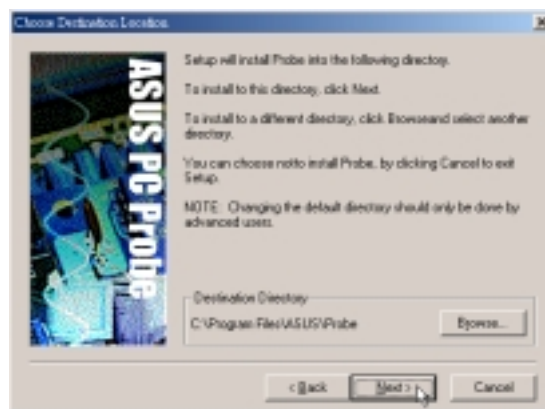 Choose Destination Location
ASUS PC Probe
Setup will install Probe into the following directory.
To install to this directory, click Next.
To install to a different directory, click Browseand select another
directory.
You can choose notto install Probe, by clicking Cancel to exit
Setup.
NOTE: Changing the default directory should only be done by
advanced users.
Destination Directory
C:\Program Files\ASUS\Probe
Browse...
< Back
Next >
Cancel